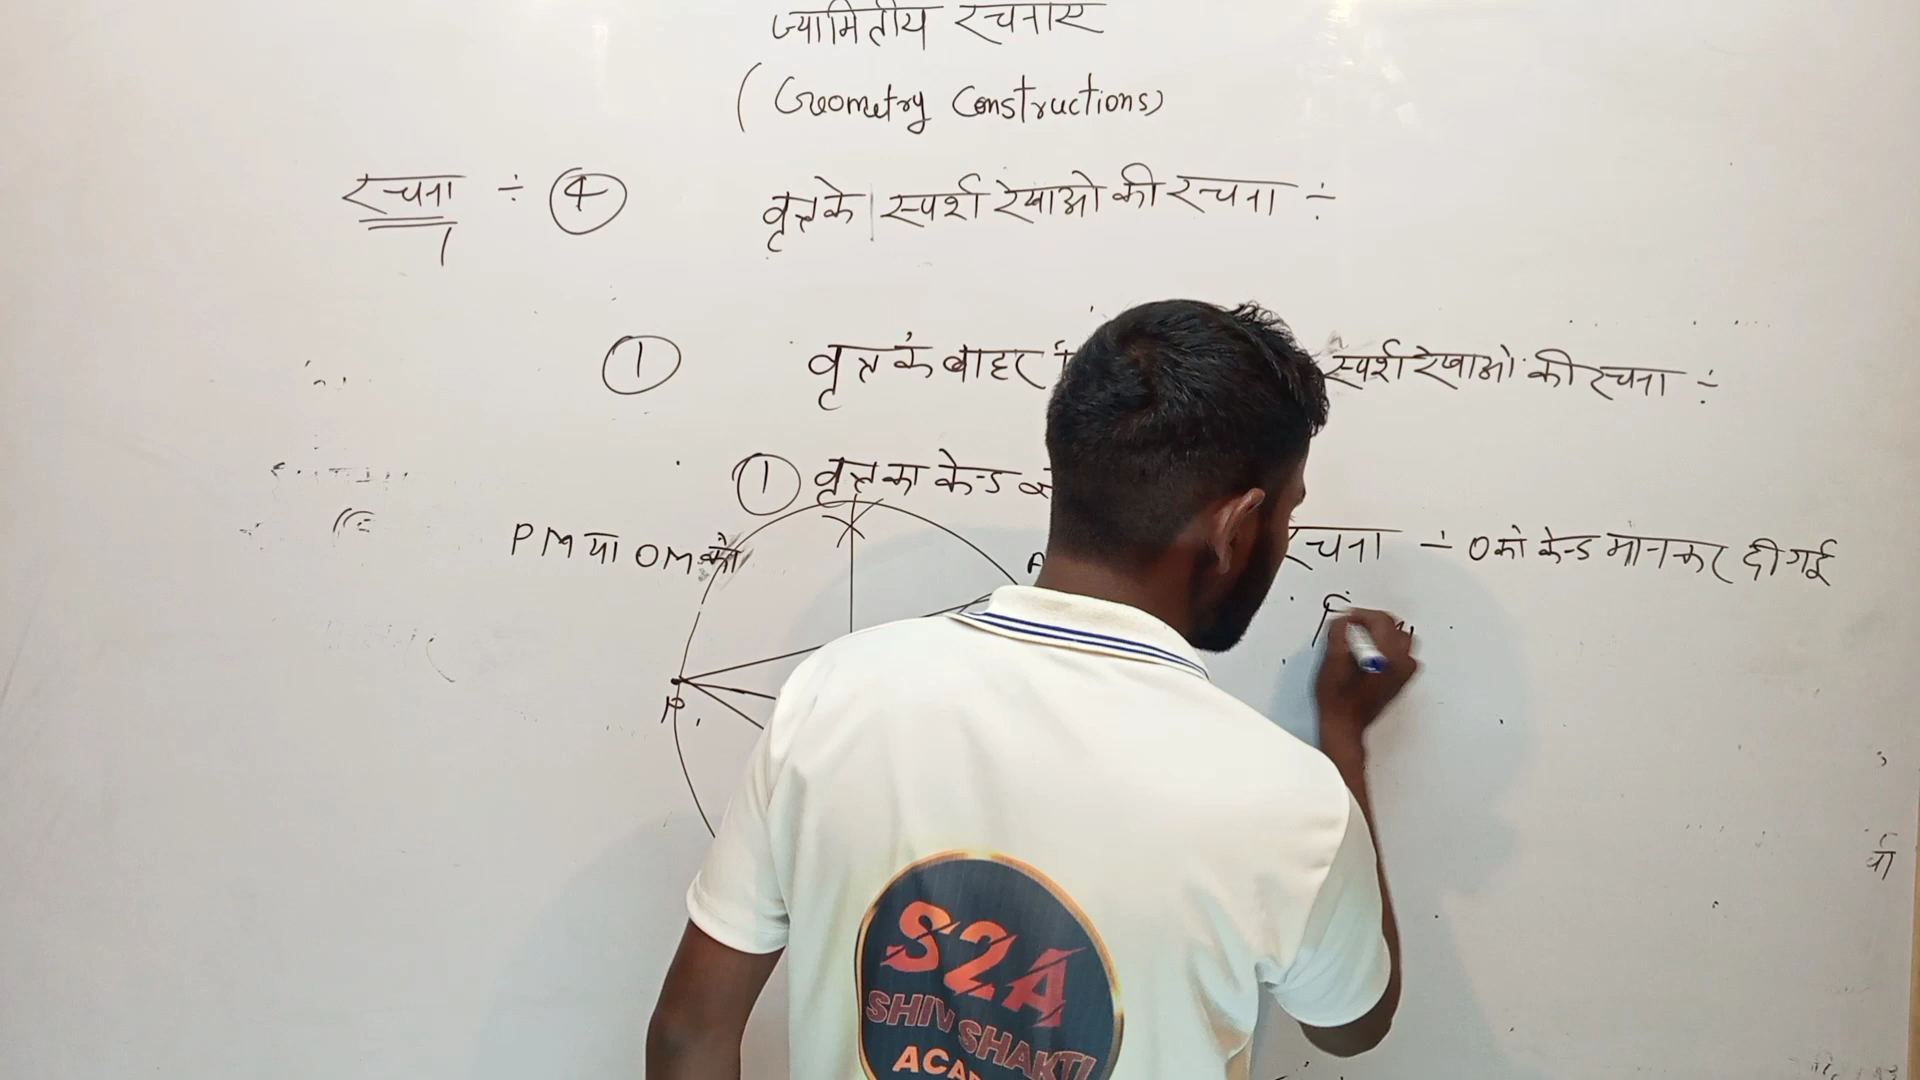 ज्यामितीय रचनाए
(Geometry Constructions)
रचना ÷ ④ वृत्त के स्पर्श रेखाओ की रचना ÷
① वृत्त के बाहर स्पर्श रेखाओ की रचना ÷
① वृत्त का केन्द्र
PM या OM को
रचना ÷ O को केन्द्र मानकर दी गई
A
P
S2A
SHIV SHAKTI